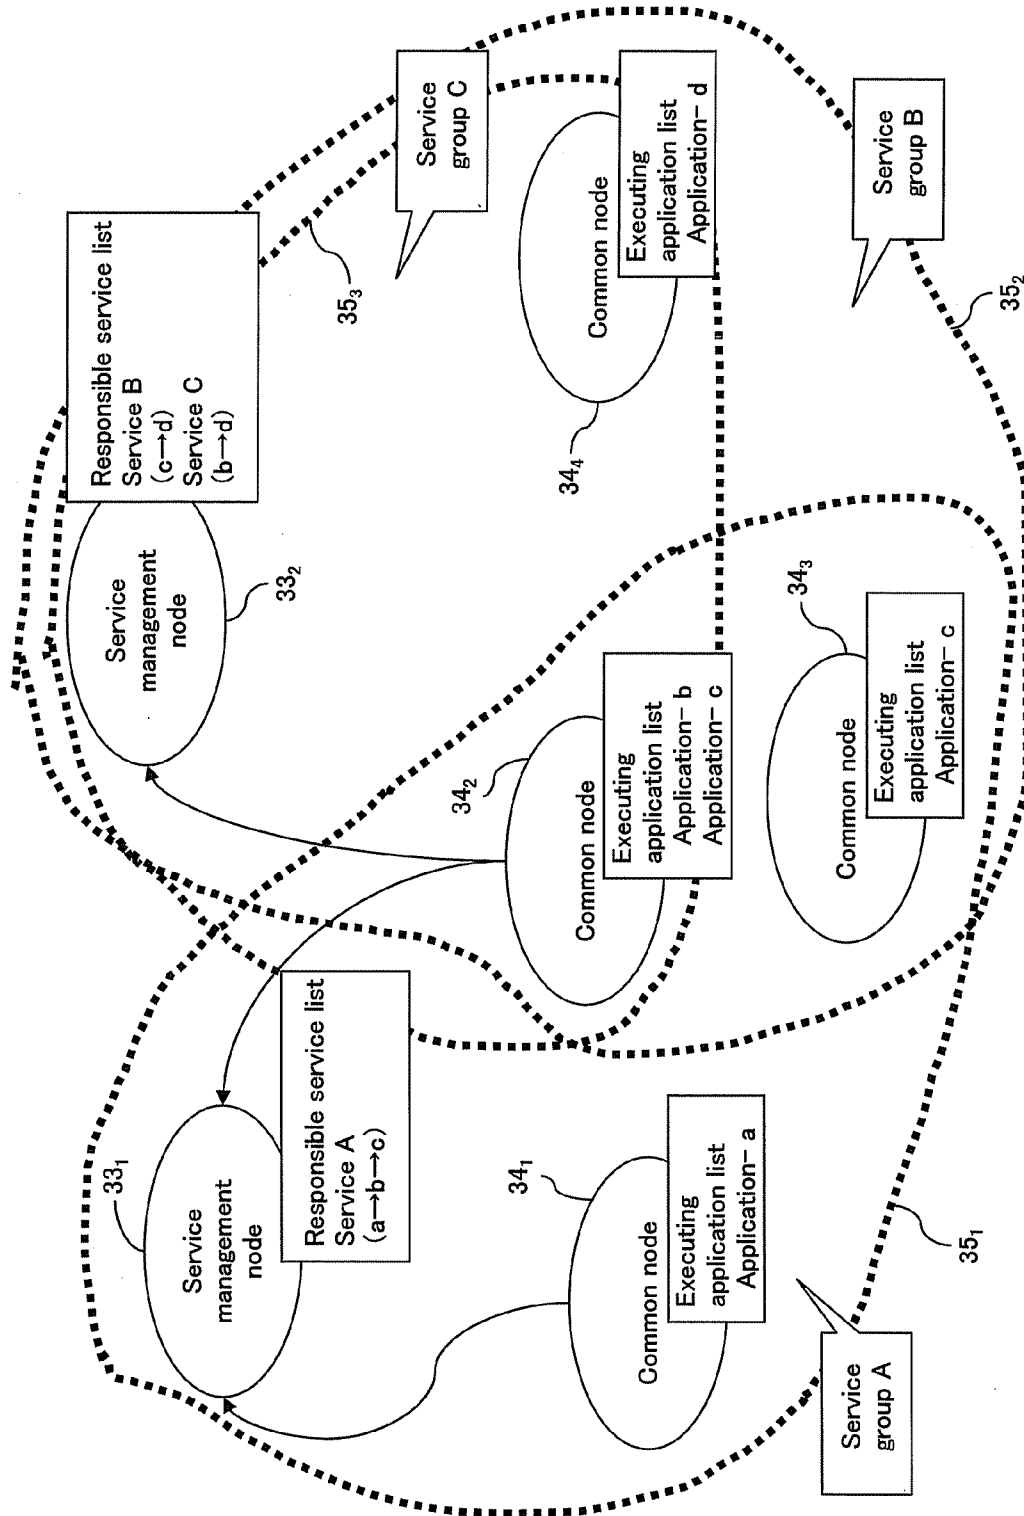 33₁
Service
management
node
Responsible service list
Service A
(a→b→c)
33₂
Service
management
node
Responsible service list
Service B
(c→d)
Service C
(b→d)
35₃
Service
group C
34₁
Common node
Executing
application list
Application- a
34₂
Common node
Executing
application list
Application- b
Application- c
34₄
Common node
Executing
application list
Application- d
34₃
Common node
Executing
application list
Application- c
Service
group A
35₁
Service
group B
35₂